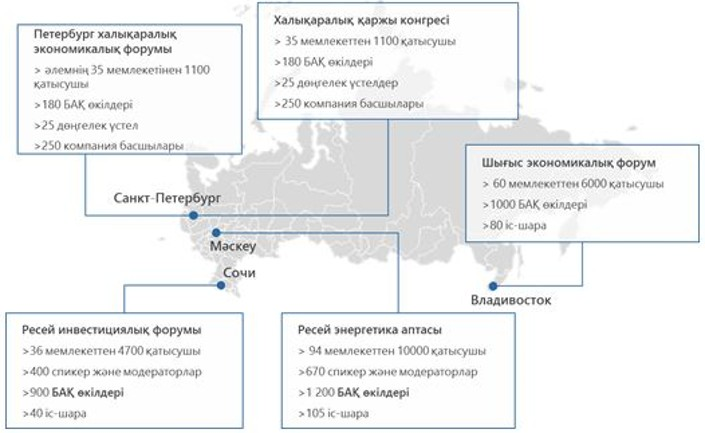 Петербург халықаралық
экономикалық форумы
> әлемнің 35 мемлекетінен 1100
қатысушы
>180 БАҚ өкілдері
>25 дөңгелек үстел
>250 компания басшылары
Халықаралық қаржы конгресі
> 35 мемлекеттен 1100 қатысушы
>180 БАҚ өкілдері
>25 дөңгелек үстелдер
>250 компания басшылары
Шығыс экономикалық форум
> 60 мемлекеттен 6000 қатысушы
>1000 БАҚ өкілдері
>80 іс-шара
Санкт-Петербург
Мәскеу
Сочи
Владивосток
Ресей инвестициялық форумы
>36 мемлекеттен 4700 қатысушы
>400 спикер және модераторлар
>900 БАҚ өкілдері
>40 іс-шара
Ресей энергетика аптасы
> 94 мемлекеттен 10000 қатысушы
>670 спикер және модераторлар
>1 200 БАҚ өкілдері
>105 іс-шара